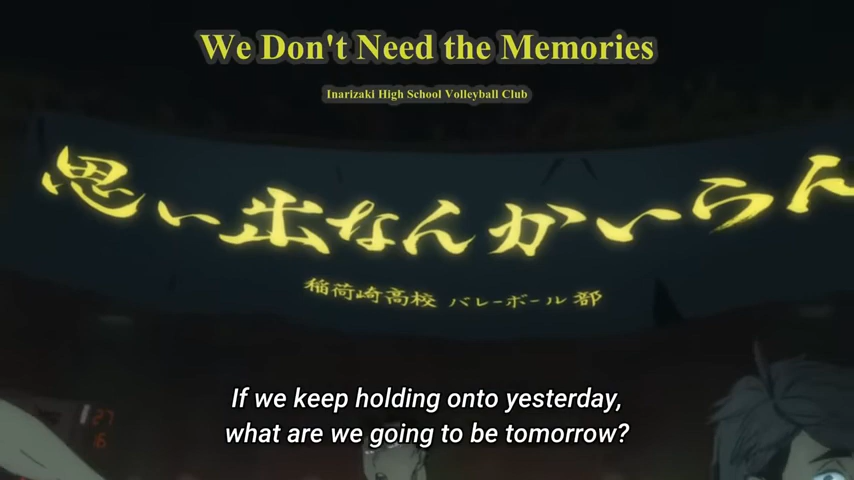 We Don't Need the Memories
Inarizaki High School Volleyball Club
思い出なんかいらん
稲荷崎高校 バレーボール部
27
15
If we keep holding onto yesterday,
what are we going to be tomorrow?